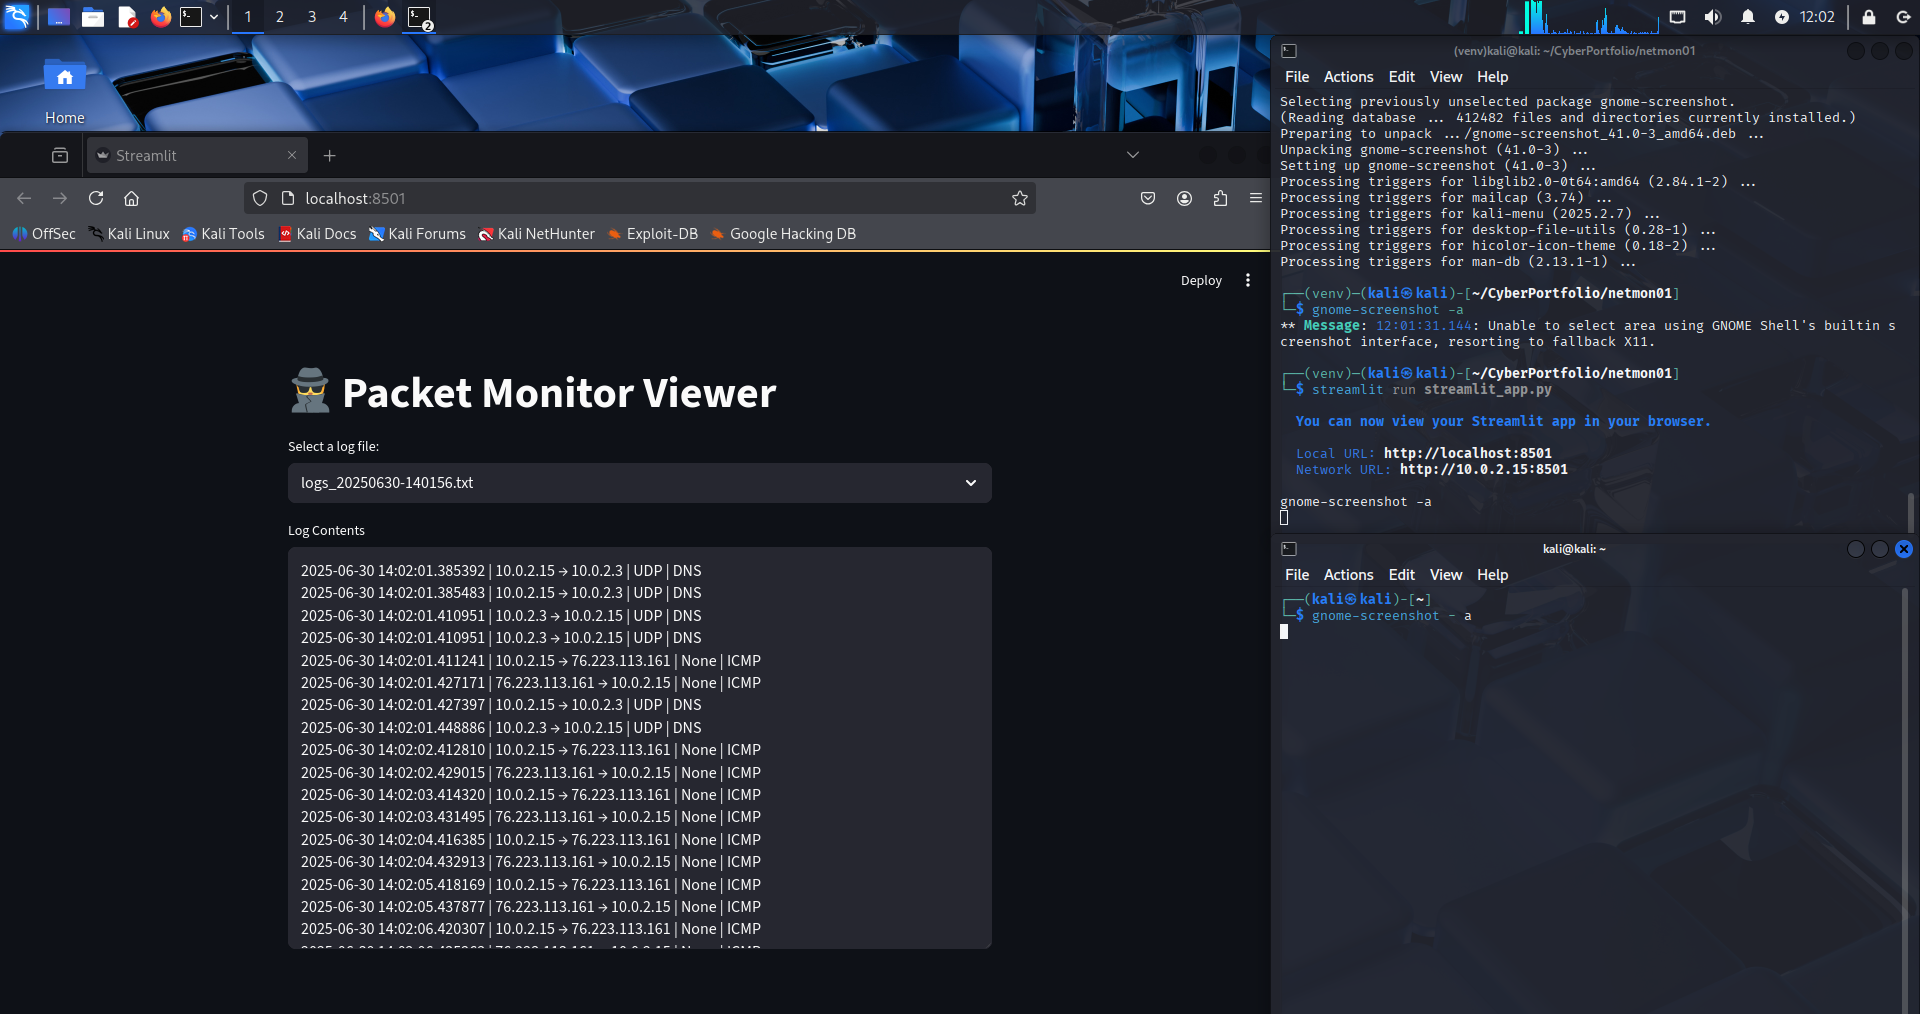 1 2 3 4 2 12:02
Home
Streamlit
localhost:8501
OffSec Kali Linux Kali Tools Kali Docs Kali Forums Kali NetHunter Exploit-DB Google Hacking DB
Deploy
Packet Monitor Viewer
Select a log file:
logs_20250630-140156.txt
Log Contents
2025-06-30 14:02:01.385392 | 10.0.2.15 → 10.0.2.3 | UDP | DNS
2025-06-30 14:02:01.385483 | 10.0.2.15 → 10.0.2.3 | UDP | DNS
2025-06-30 14:02:01.410951 | 10.0.2.3 → 10.0.2.15 | UDP | DNS
2025-06-30 14:02:01.410951 | 10.0.2.3 → 10.0.2.15 | UDP | DNS
2025-06-30 14:02:01.411241 | 10.0.2.15 → 76.223.113.161 | None | ICMP
2025-06-30 14:02:01.427171 | 76.223.113.161 → 10.0.2.15 | None | ICMP
2025-06-30 14:02:01.427397 | 10.0.2.15 → 10.0.2.3 | UDP | DNS
2025-06-30 14:02:01.448886 | 10.0.2.3 → 10.0.2.15 | UDP | DNS
2025-06-30 14:02:02.412810 | 10.0.2.15 → 76.223.113.161 | None | ICMP
2025-06-30 14:02:02.429015 | 76.223.113.161 → 10.0.2.15 | None | ICMP
2025-06-30 14:02:03.414320 | 10.0.2.15 → 76.223.113.161 | None | ICMP
2025-06-30 14:02:03.431495 | 76.223.113.161 → 10.0.2.15 | None | ICMP
2025-06-30 14:02:04.416385 | 10.0.2.15 → 76.223.113.161 | None | ICMP
2025-06-30 14:02:04.432913 | 76.223.113.161 → 10.0.2.15 | None | ICMP
2025-06-30 14:02:05.418169 | 10.0.2.15 → 76.223.113.161 | None | ICMP
2025-06-30 14:02:05.437877 | 76.223.113.161 → 10.0.2.15 | None | ICMP
2025-06-30 14:02:06.420307 | 10.0.2.15 → 76.223.113.161 | None | ICMP
(venv)kali@kali: ~/CyberPortfolio/netmon01
File Actions Edit View Help
Selecting previously unselected package gnome-screenshot.
(Reading database ... 412482 files and directories currently installed.)
Preparing to unpack .../gnome-screenshot_41.0-3_amd64.deb ...
Unpacking gnome-screenshot (41.0-3) ...
Setting up gnome-screenshot (41.0-3) ...
Processing triggers for libglib2.0-0t64:amd64 (2.84.1-2) ...
Processing triggers for mailcap (3.74) ...
Processing triggers for kali-menu (2025.2.7) ...
Processing triggers for desktop-file-utils (0.28-1) ...
Processing triggers for hicolor-icon-theme (0.18-2) ...
Processing triggers for man-db (2.13.1-1) ...
┌──(venv)─(kali㉿kali)-[~/CyberPortfolio/netmon01]
└─$ gnome-screenshot -a
** Message: 12:01:31.144: Unable to select area using GNOME Shell's builtin s
creenshot interface, resorting to fallback X11.
┌──(venv)─(kali㉿kali)-[~/CyberPortfolio/netmon01]
└─$ streamlit run streamlit_app.py
You can now view your Streamlit app in your browser.
Local URL: http://localhost:8501
Network URL: http://10.0.2.15:8501
gnome-screenshot -a
kali@kali: ~
File Actions Edit View Help
┌──(kali㉿kali)-[~]
└─$ gnome-screenshot - a